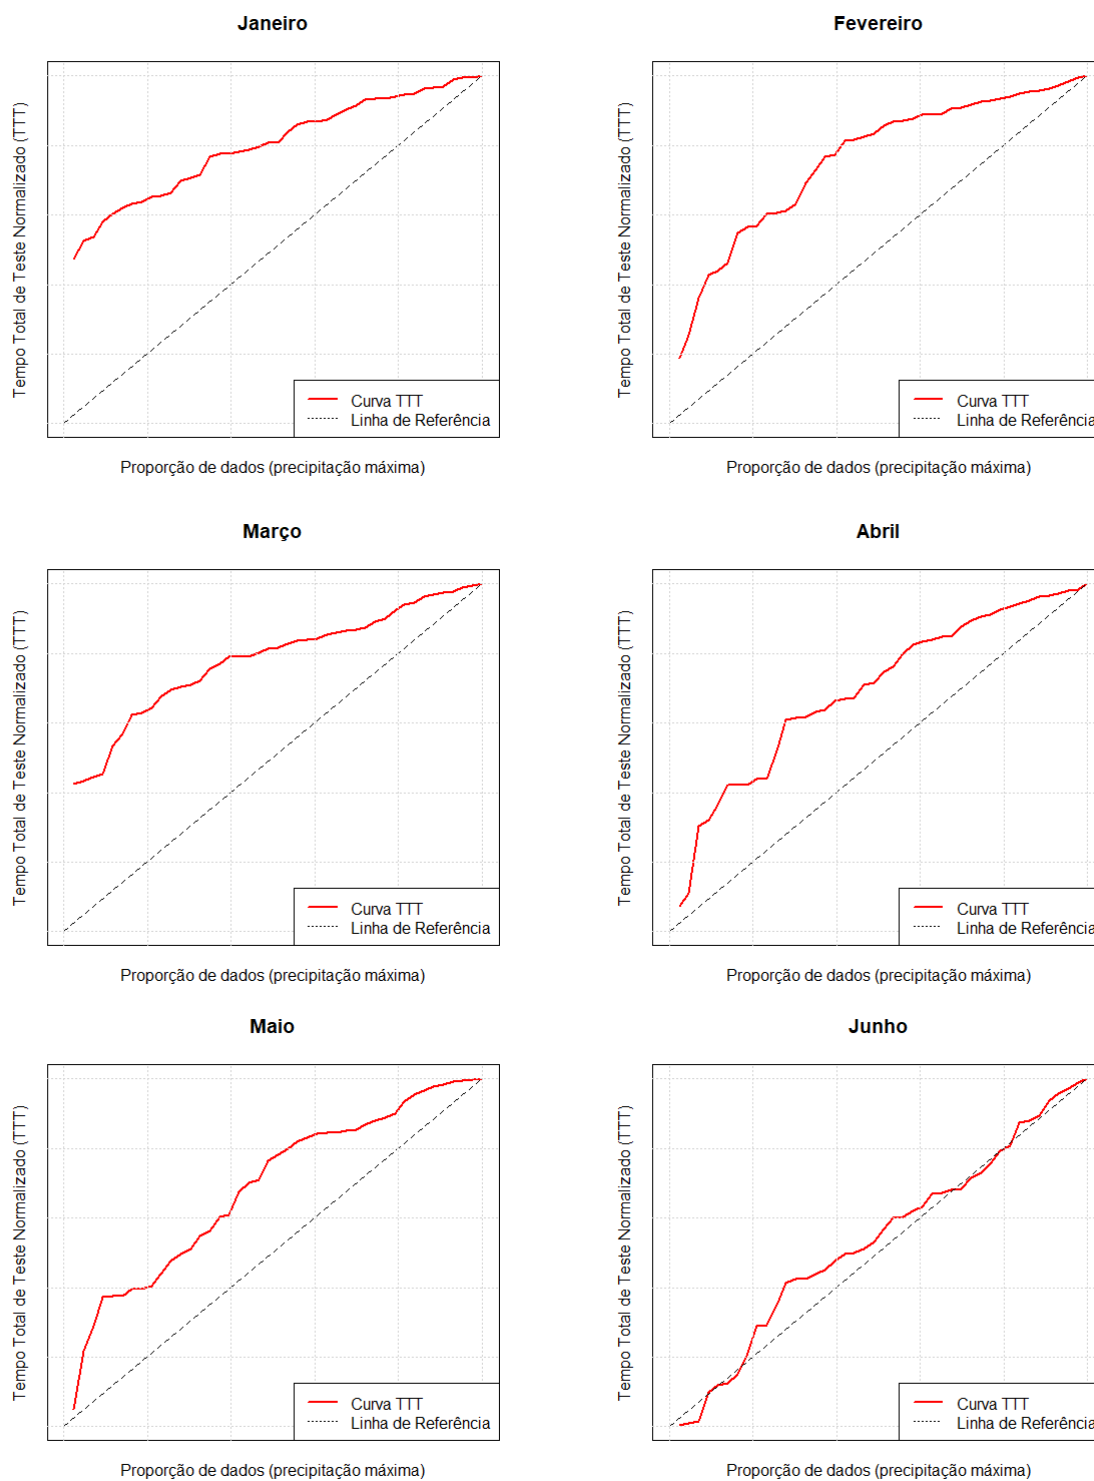 Janeiro
Tempo Total de Teste Normalizado (TTT)
Curva TTT
Linha de Referência
Proporção de dados (precipitação máxima)
Fevereiro
Tempo Total de Teste Normalizado (TTT)
Curva TTT
Linha de Referência
Proporção de dados (precipitação máxima)
Março
Tempo Total de Teste Normalizado (TTT)
Curva TTT
Linha de Referência
Proporção de dados (precipitação máxima)
Abril
Tempo Total de Teste Normalizado (TTT)
Curva TTT
Linha de Referência
Proporção de dados (precipitação máxima)
Maio
Tempo Total de Teste Normalizado (TTT)
Curva TTT
Linha de Referência
Proporção de dados (precipitação máxima)
Junho
Tempo Total de Teste Normalizado (TTT)
Curva TTT
Linha de Referência
Proporção de dados (precipitação máxima)